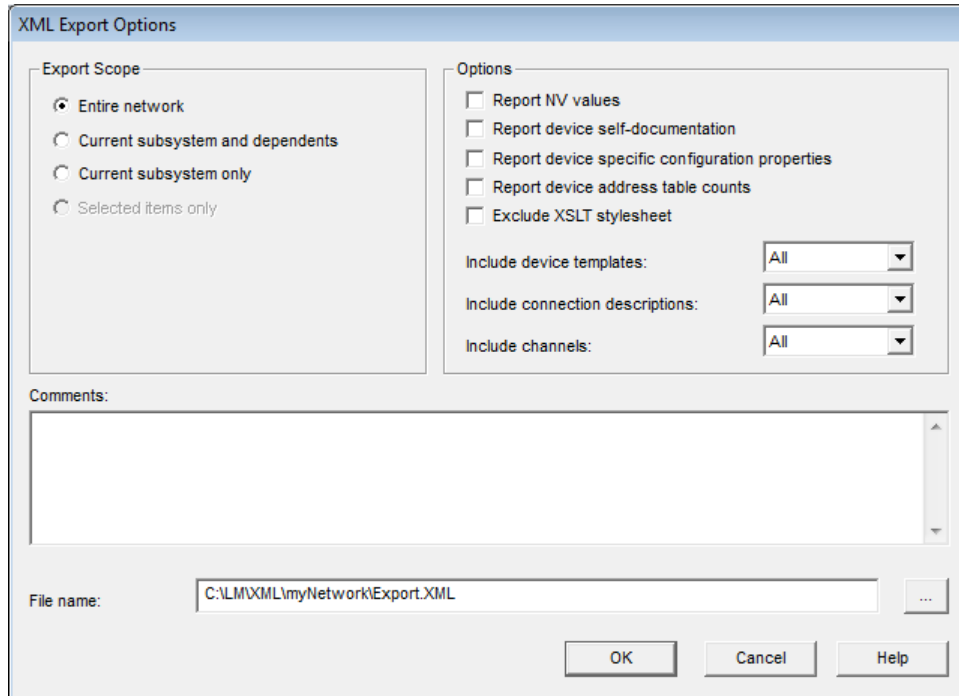 XML Export Options
Export Scope
Entire network
Current subsystem and dependents
Current subsystem only
Selected items only
Options
Report NV values
Report device self-documentation
Report device specific configuration properties
Report device address table counts
Exclude XSLT stylesheet
Include device templates: All
Include connection descriptions: All
Include channels: All
Comments:
File name: C:\LM\XML\myNetwork\Export.XML ...
OK Cancel Help